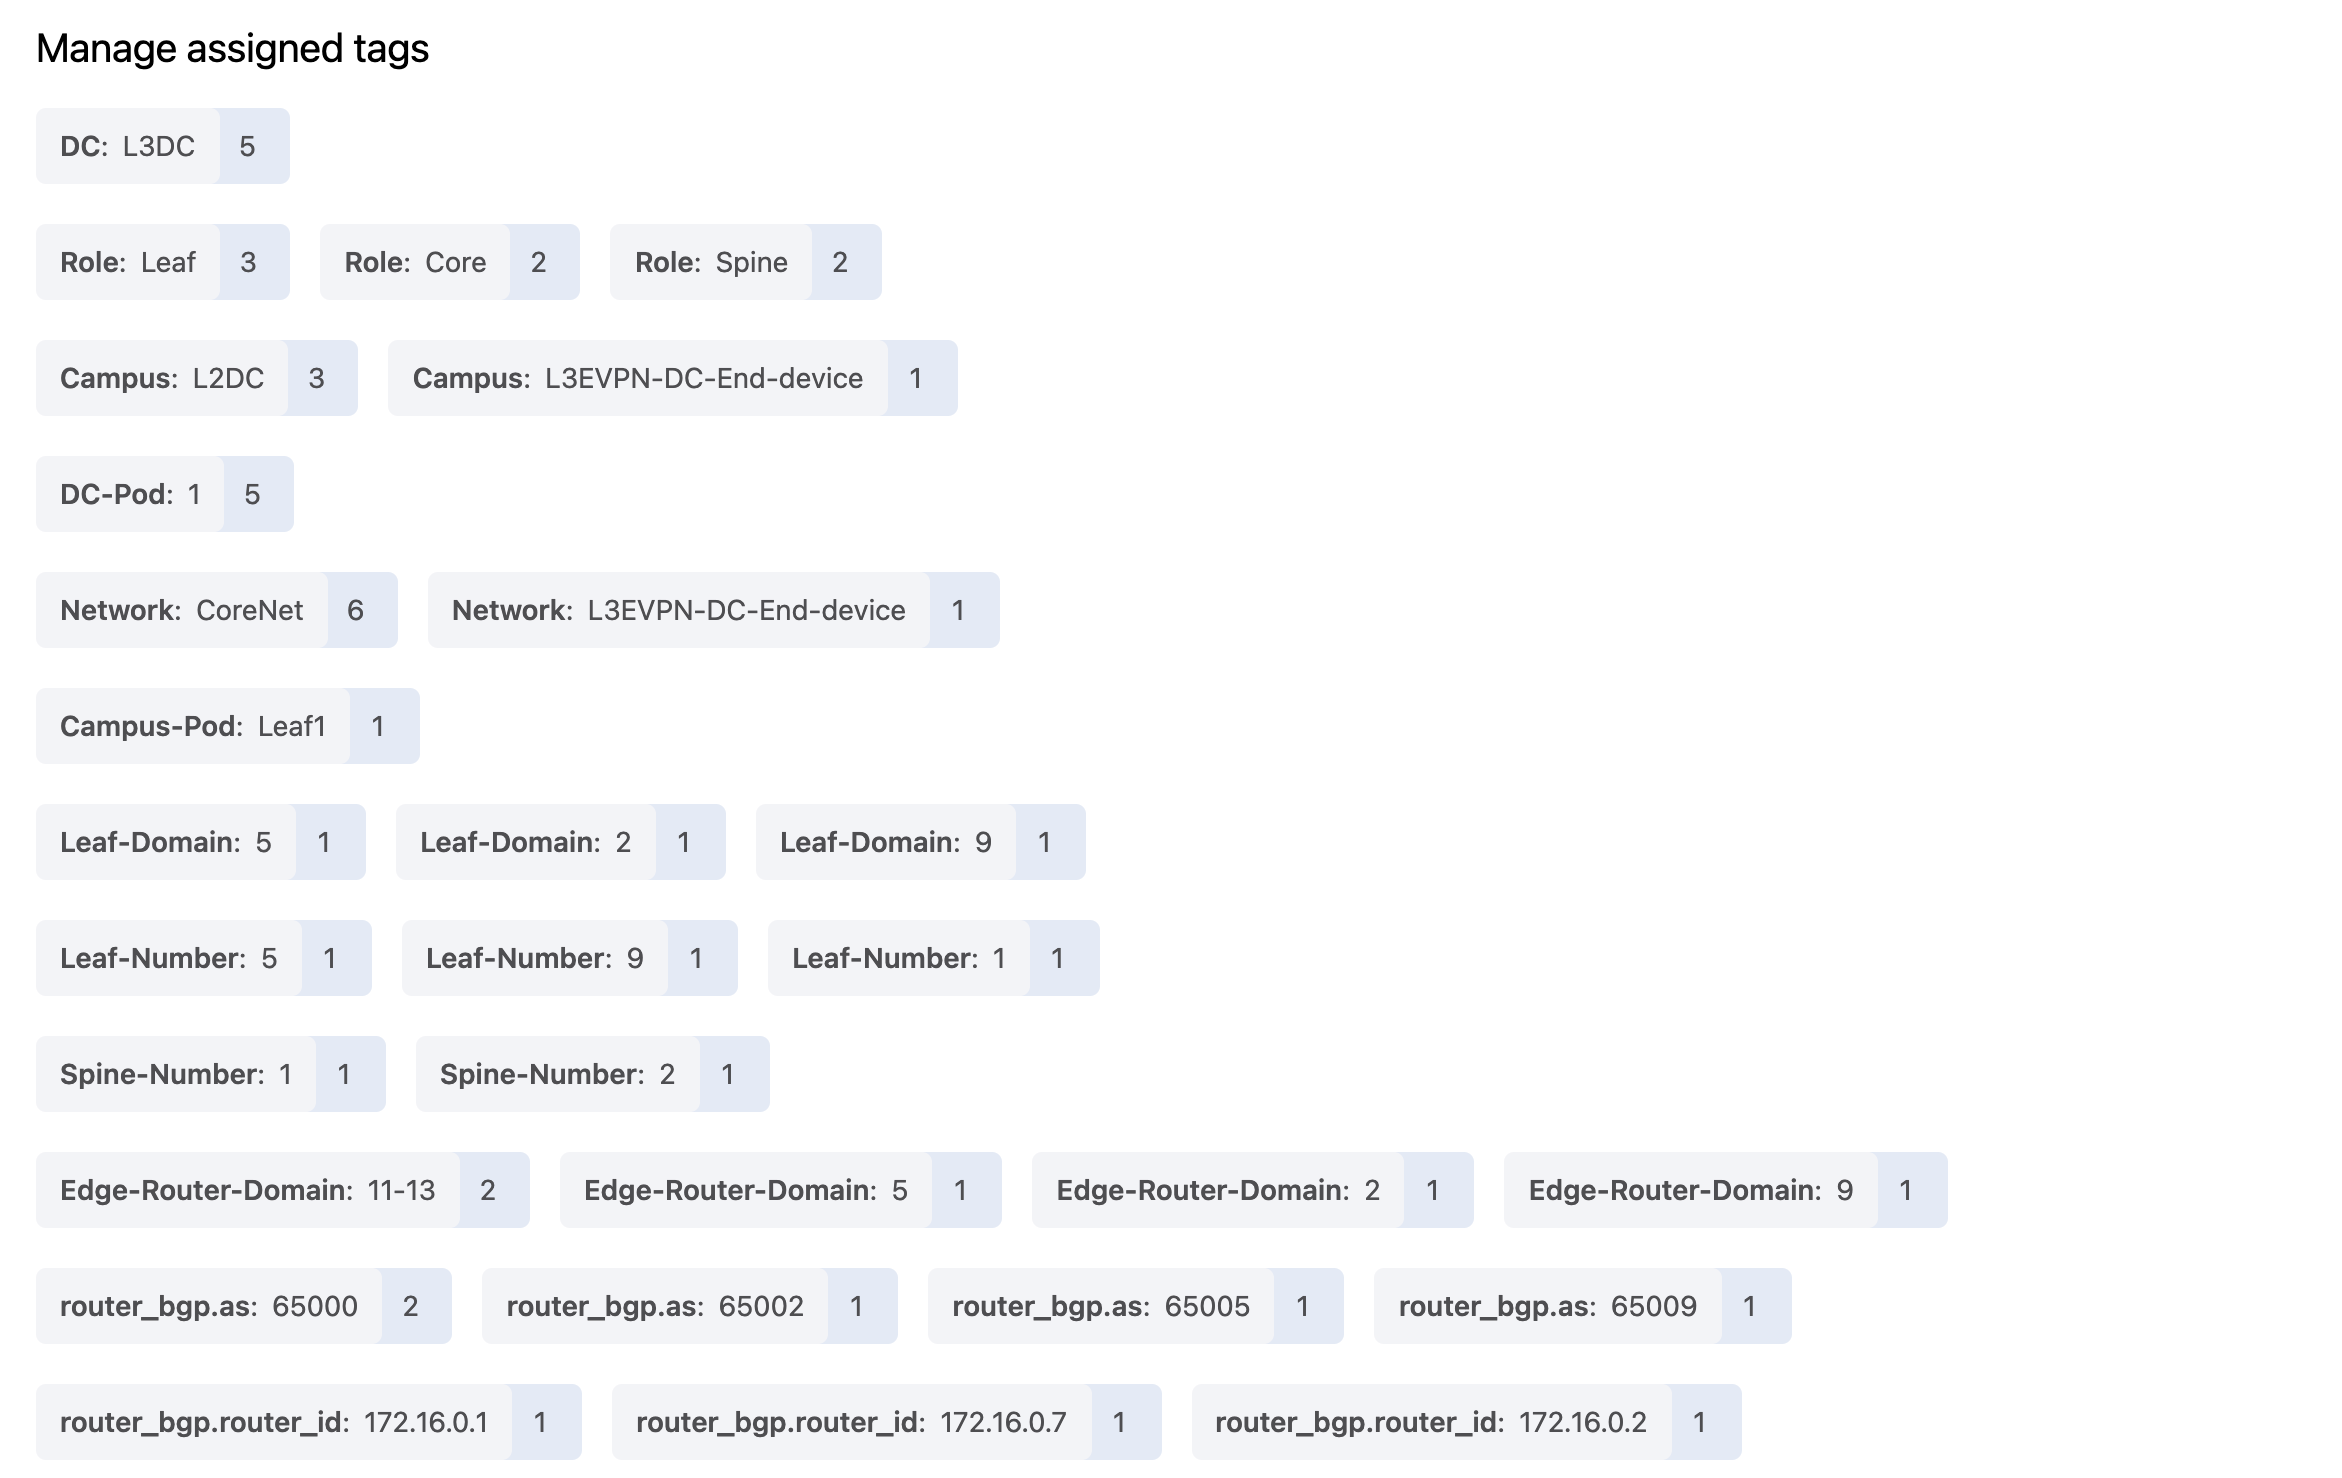 Manage assigned tags
DC: L3DC 5
Role: Leaf 3 Role: Core 2 Role: Spine 2
Campus: L2DC 3 Campus: L3EVPN-DC-End-device 1
DC-Pod: 1 5
Network: CoreNet 6 Network: L3EVPN-DC-End-device 1
Campus-Pod: Leaf1 1
Leaf-Domain: 5 1 Leaf-Domain: 2 1 Leaf-Domain: 9 1
Leaf-Number: 5 1 Leaf-Number: 9 1 Leaf-Number: 1 1
Spine-Number: 1 1 Spine-Number: 2 1
Edge-Router-Domain: 11-13 2 Edge-Router-Domain: 5 1 Edge-Router-Domain: 2 1 Edge-Router-Domain: 9 1
router_bgp.as: 65000 2 router_bgp.as: 65002 1 router_bgp.as: 65005 1 router_bgp.as: 65009 1
router_bgp.router_id: 172.16.0.1 1 router_bgp.router_id: 172.16.0.7 1 router_bgp.router_id: 172.16.0.2 1